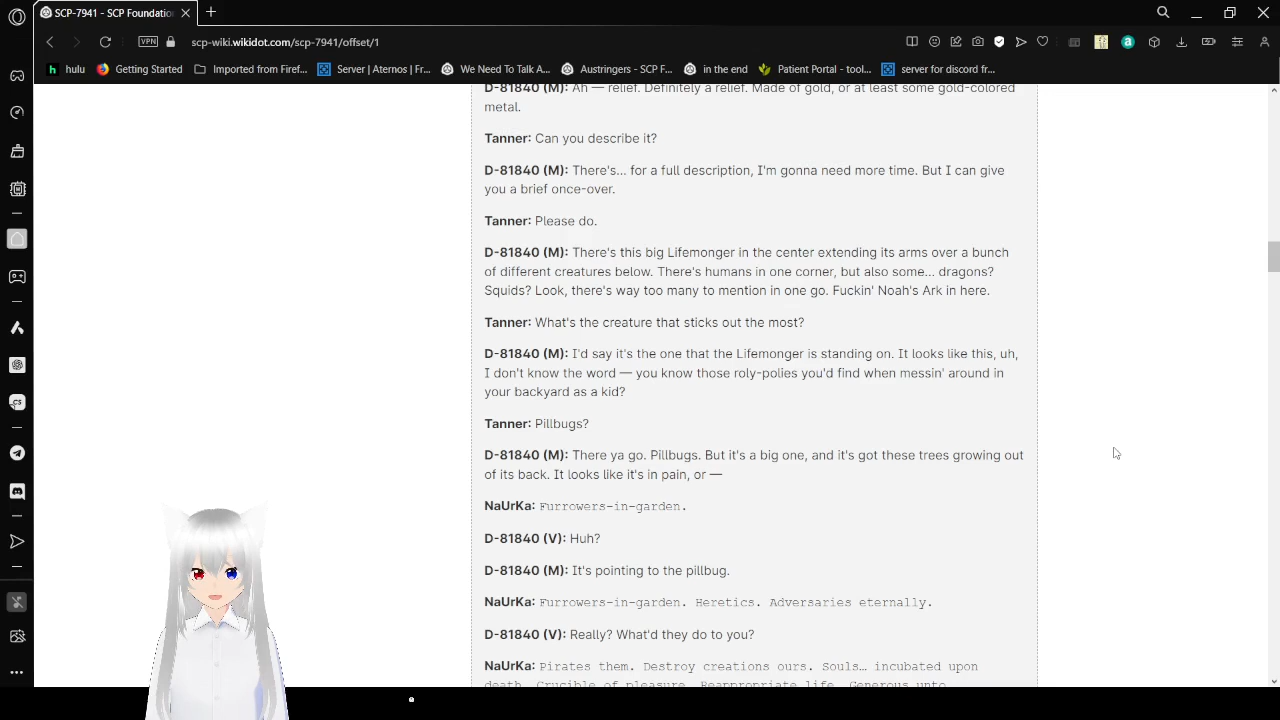 SCP-7941 - SCP Foundatio
VPN
scp-wiki.wikidot.com/scp-7941/offset/1
a
h hulu
Getting Started
Imported from Firef...
Server | Aternos | Fr...
We Need To Talk A...
Austringers - SCP F...
in the end
Patient Portal - tool...
server for discord fr...
D-81840 (M): Ah — relief. Definitely a relief. Made of gold, or at least some gold-colored
metal.
Tanner: Can you describe it?
D-81840 (M): There's... for a full description, I'm gonna need more time. But I can give
you a brief once-over.
Tanner: Please do.
D-81840 (M): There's this big Lifemonger in the center extending its arms over a bunch
of different creatures below. There's humans in one corner, but also some... dragons?
Squids? Look, there's way too many to mention in one go. Fuckin' Noah's Ark in here.
Tanner: What's the creature that sticks out the most?
D-81840 (M): I'd say it's the one that the Lifemonger is standing on. It looks like this, uh,
I don't know the word — you know those roly-polies you'd find when messin' around in
your backyard as a kid?
Tanner: Pillbugs?
D-81840 (M): There ya go. Pillbugs. But it's a big one, and it's got these trees growing out
of its back. It looks like it's in pain, or —
NaUrKa: Furrowers-in-garden.
D-81840 (V): Huh?
D-81840 (M): It's pointing to the pillbug.
NaUrKa: Furrowers-in-garden. Heretics. Adversaries eternally.
D-81840 (V): Really? What'd they do to you?
NaUrKa: Pirates them. Destroy creations ours. Souls… incubated upon
death. Crucible of pleasure. Reappropriate life. Generous unto